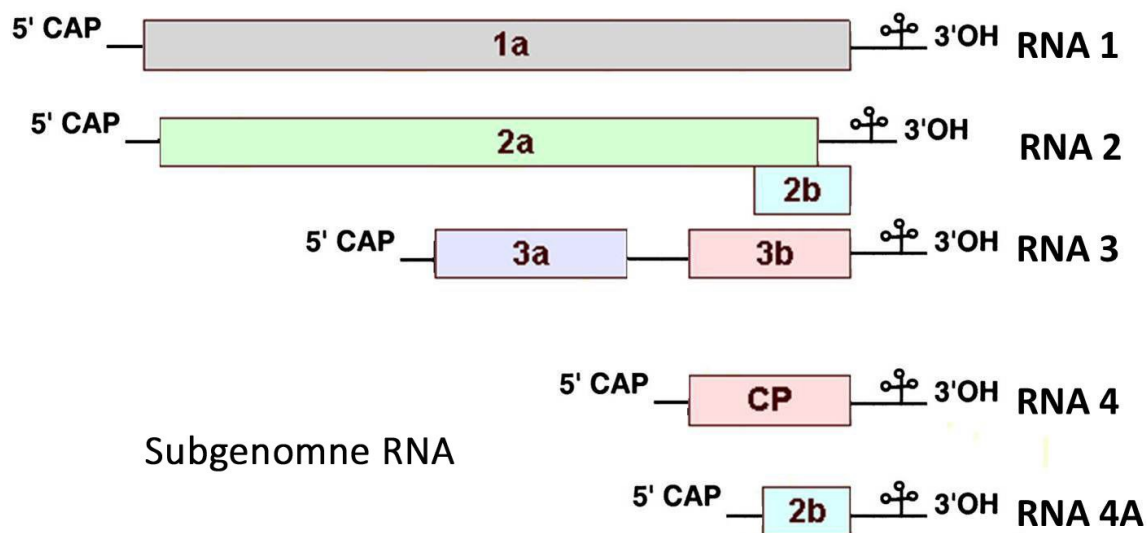 5' CAP 1a 3'OH RNA 1
5' CAP 2a 3'OH RNA 2
2b
5' CAP 3a 3b 3'OH RNA 3
5' CAP CP 3'OH RNA 4
Subgenomne RNA
5' CAP 2b 3'OH RNA 4A